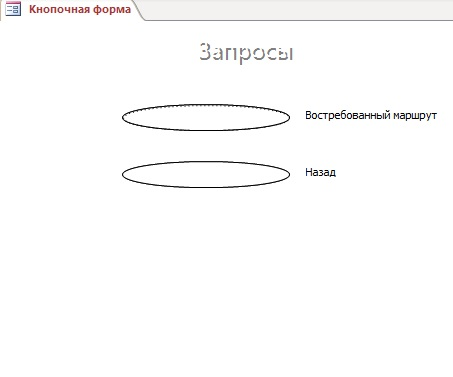 Кнопочная форма
Запросы
Востребованный маршрут
Назад